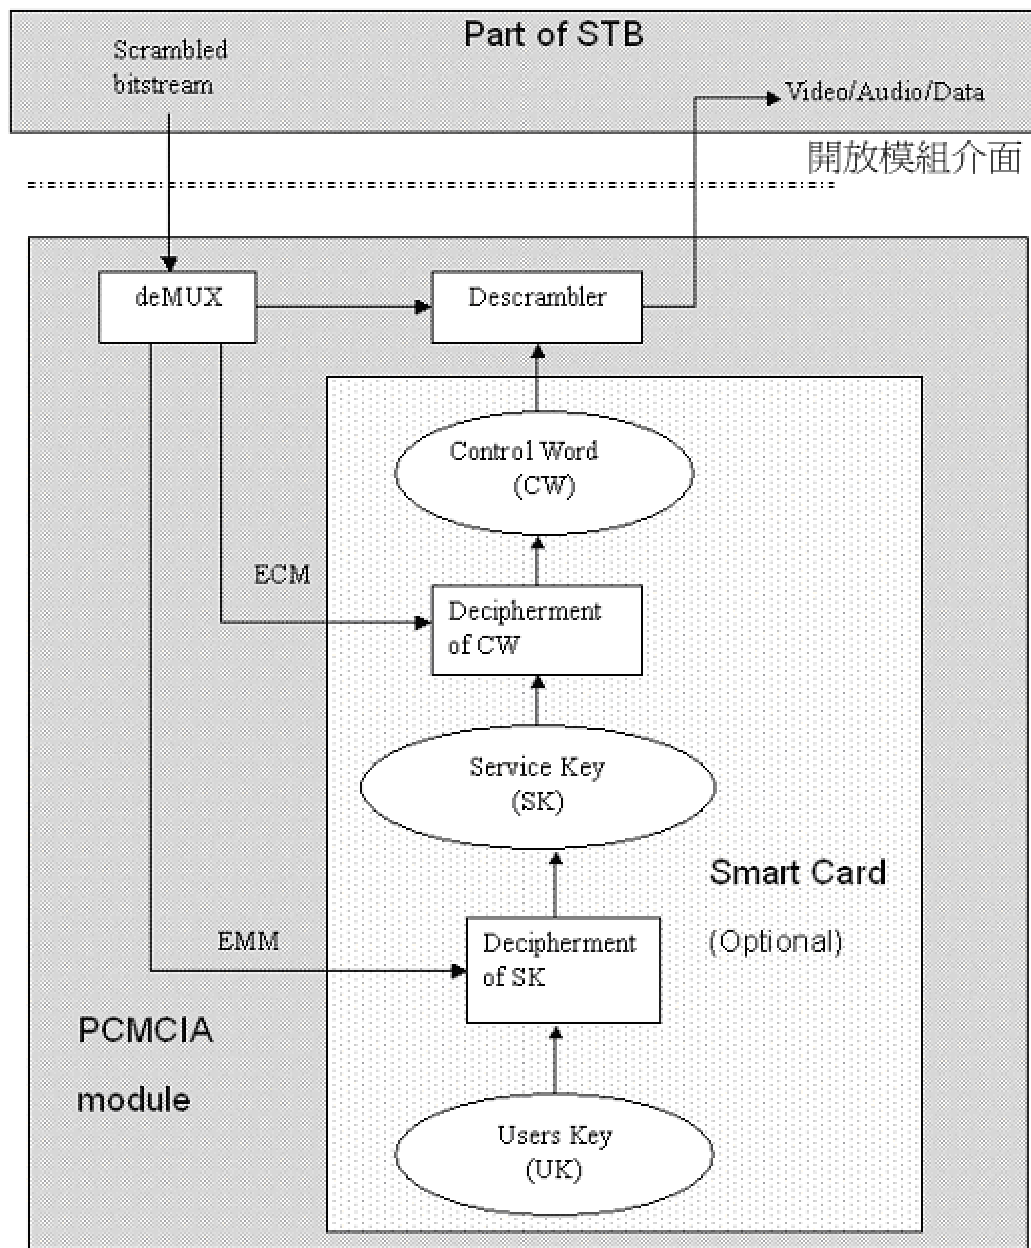 Part of STB
Scrambled
bitstream
Video/Audio/Data
開放模組介面
deMUX
Descrambler
Control Word
(CW)
ECM
Decipherment
of CW
Service Key
(SK)
Smart Card
(Optional)
EMM
Decipherment
of SK
PCMCIA
module
Users Key
(UK)